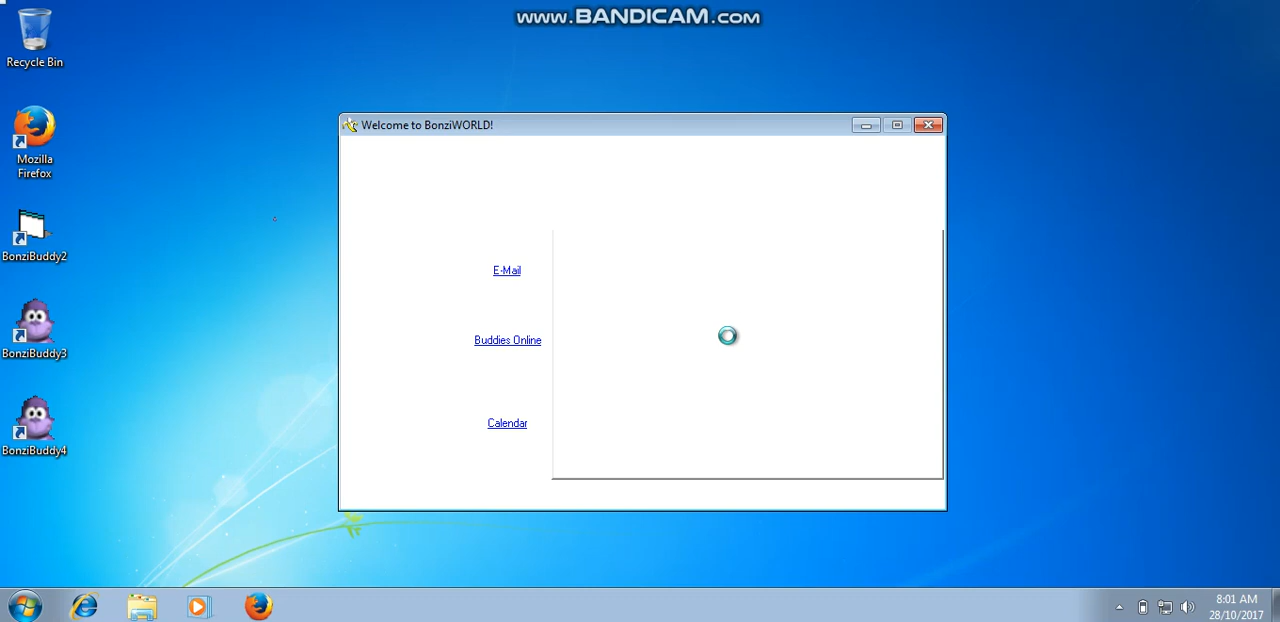 www.BANDICAM.com
Recycle Bin
Mozilla
Firefox
BonziBuddy2
BonziBuddy3
BonziBuddy4
Welcome to BonziWORLD!
E-Mail
Buddies Online
Calendar
8:01 AM
28/10/2017